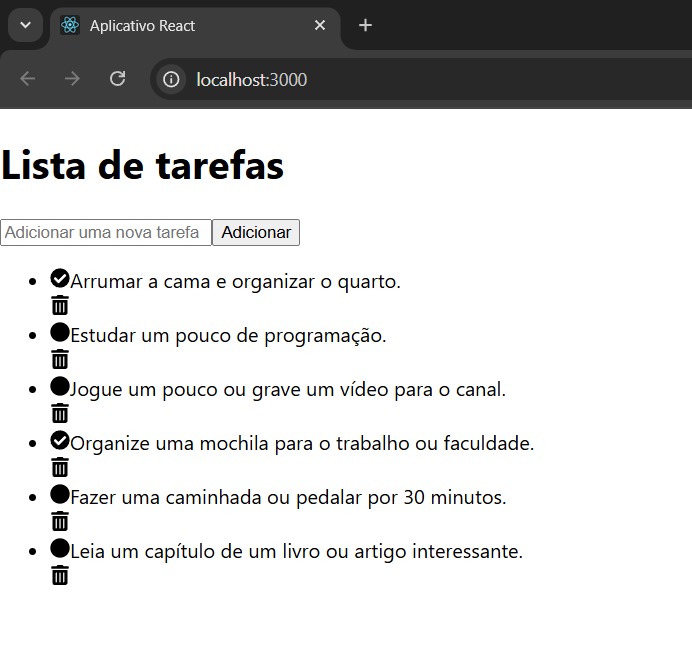 Aplicativo React
localhost:3000
Lista de tarefas
Adicionar uma nova tarefa Adicionar
Arrumar a cama e organizar o quarto.
Estudar um pouco de programação.
Jogue um pouco ou grave um vídeo para o canal.
Organize uma mochila para o trabalho ou faculdade.
Fazer uma caminhada ou pedalar por 30 minutos.
Leia um capítulo de um livro ou artigo interessante.